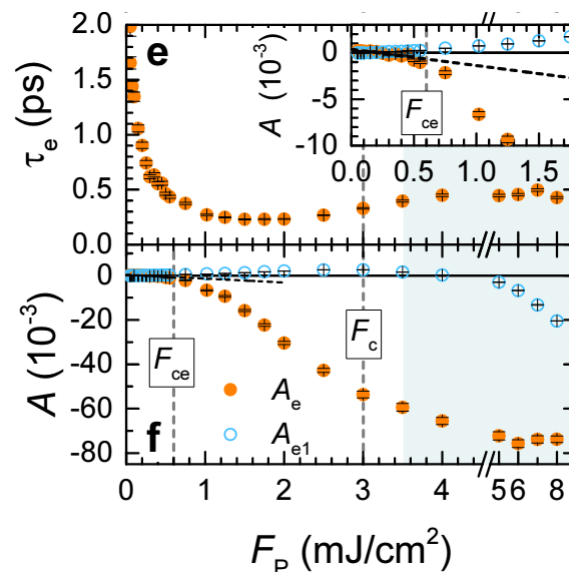 2.0
1.5
1.0
0.5
0.0
τe (ps)
e
A (10-3)
0
-5
-10
Fce
0.0 0.5 1.0 1.5
0
-20
-40
-60
-80
A (10-3)
Fce
Fc
f
Ae
Ae1
0 1 2 3 4 5 6 8
FP (mJ/cm2)